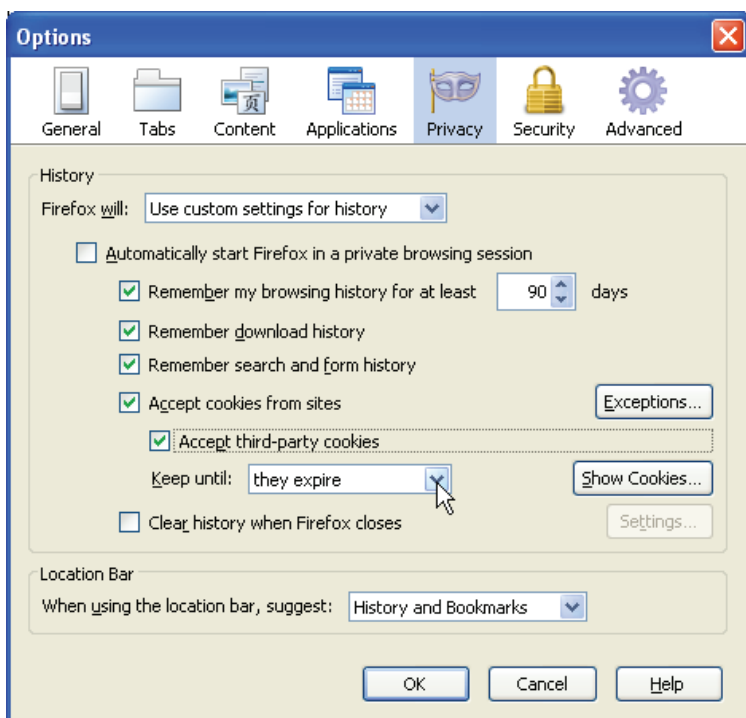 Options
General Tabs Content Applications Privacy Security Advanced
页
History
Firefox will: Use custom settings for history
Automatically start Firefox in a private browsing session
Remember my browsing history for at least 90 days
Remember download history
Remember search and form history
Accept cookies from sites Exceptions...
Accept third-party cookies
Keep until: they expire Show Cookies...
Clear history when Firefox closes Settings...
Location Bar
When using the location bar, suggest: History and Bookmarks
OK Cancel Help